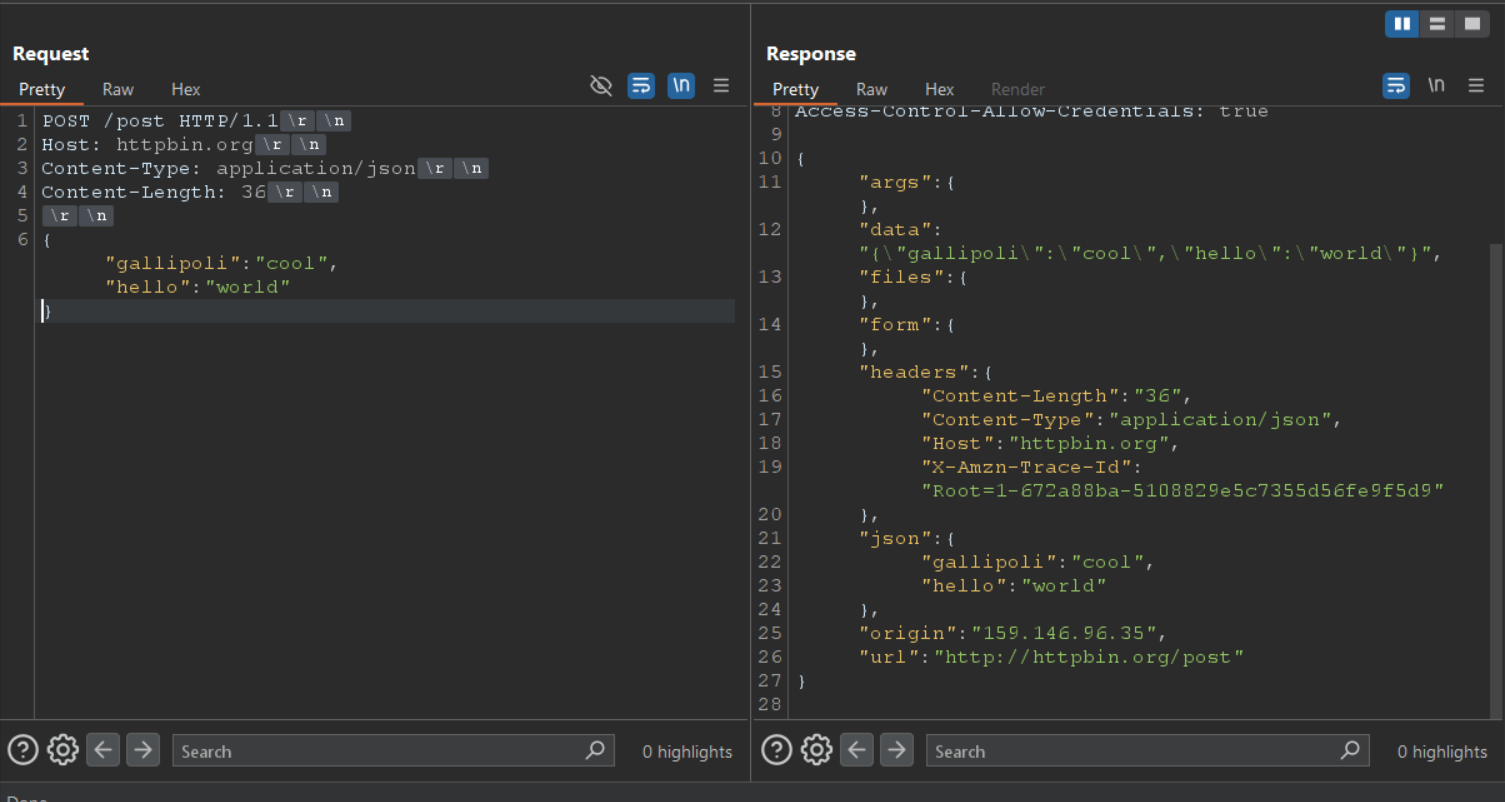 Request
Pretty Raw Hex \n
1 POST /post HTTP/1.1 \r \n
2 Host: httpbin.org \r \n
3 Content-Type: application/json \r \n
4 Content-Length: 36 \r \n
5 \r \n
6 {
"gallipoli":"cool",
"hello":"world"
}
Search 0 highlights
Response
Pretty Raw Hex Render \n
8 Access-Control-Allow-Credentials: true
9
10 {
11 "args":{
},
12 "data":
"{\"gallipoli\":\"cool\",\"hello\":\"world\"}",
13 "files":{
},
14 "form":{
},
15 "headers":{
16 "Content-Length":"36",
17 "Content-Type":"application/json",
18 "Host":"httpbin.org",
19 "X-Amzn-Trace-Id":
"Root=1-672a88ba-5108829e5c7355d56fe9f5d9"
20 },
21 "json":{
22 "gallipoli":"cool",
23 "hello":"world"
24 },
25 "origin":"159.146.96.35",
26 "url":"http://httpbin.org/post"
27 }
28
Search 0 highlights